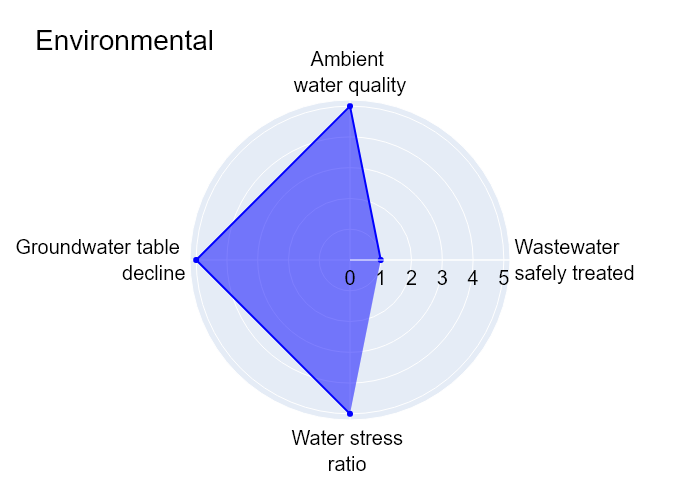 Environmental
Ambient
water quality
Groundwater table
decline
Wastewater
safely treated
0 1 2 3 4 5
Water stress
ratio